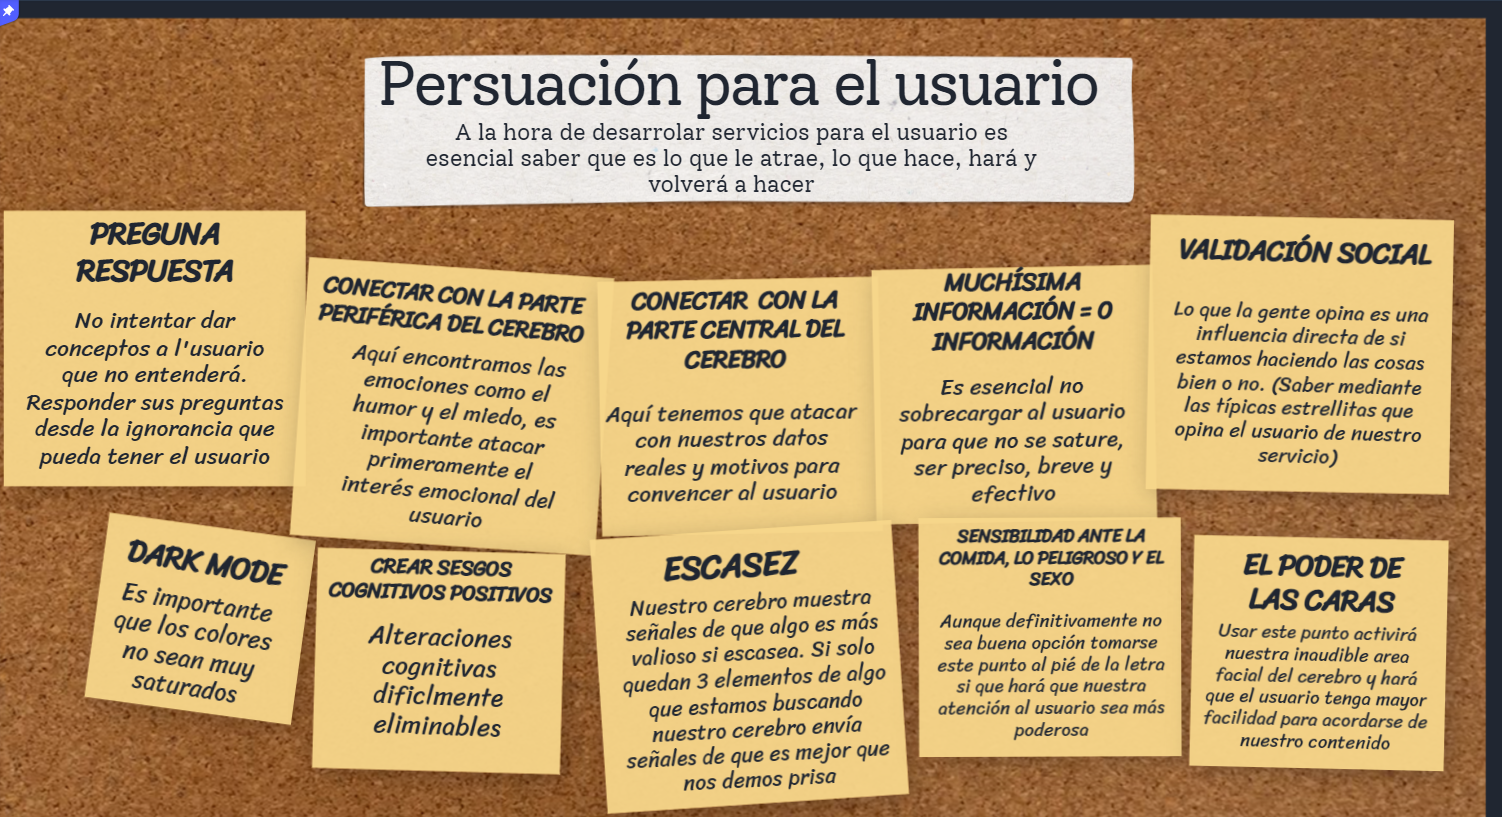 Persuación para el usuario
A la hora de desarrolar servicios para el usuario es
esencial saber que es lo que le atrae, lo que hace, hará y
volverá a hacer
PREGUNA
RESPUESTA
No intentar dar
conceptos a l'usuario
que no entenderá.
Responder sus preguntas
desde la ignorancia que
pueda tener el usuario
CONECTAR CON LA PARTE
PERIFÉRICA DEL CEREBRO
Aquí encontramos las
emociones como el
humor y el miedo, es
importante atacar
primeramente el
interés emocional del
usuario
CONECTAR CON LA
PARTE CENTRAL DEL
CEREBRO
Aquí tenemos que atacar
con nuestros datos
reales y motivos para
convencer al usuario
MUCHÍSIMA
INFORMACIÓN = 0
INFORMACIÓN
Es esencial no
sobrecargar al usuario
para que no se sature,
ser preciso, breve y
efectivo
VALIDACIÓN SOCIAL
Lo que la gente opina es una
influencia directa de si
estamos haciendo las cosas
bien o no. (Saber mediante
las típicas estrellitas que
opina el usuario de nuestro
servicio)
DARK MODE
Es importante
que los colores
no sean muy
saturados
CREAR SESGOS
COGNITIVOS POSITIVOS
Alteraciones
cognitivas
dificlmente
eliminables
ESCASEZ
Nuestro cerebro muestra
señales de que algo es más
valioso si escasea. Si solo
quedan 3 elementos de algo
que estamos buscando
nuestro cerebro envía
señales de que es mejor que
nos demos prisa
SENSIBILIDAD ANTE LA
COMIDA, LO PELIGROSO Y EL
SEXO
Aunque definitivamente no
sea buena opción tomarse
este punto al pié de la letra
si que hará que nuestra
atención al usuario sea más
poderosa
EL PODER DE
LAS CARAS
Usar este punto activirá
nuestra inaudible area
facial del cerebro y hará
que el usuario tenga mayor
facilidad para acordarse de
nuestro contenido